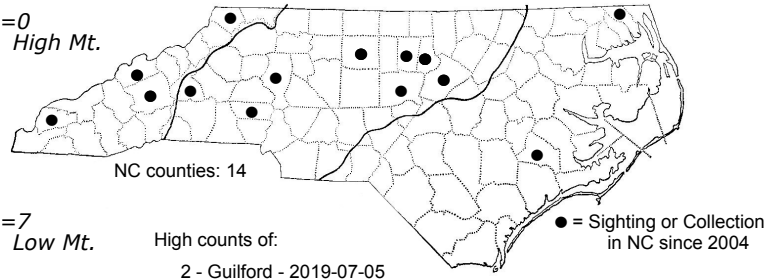 =0
High Mt.
NC counties: 14
=7
Low Mt.
High counts of:
2 - Guilford - 2019-07-05
● = Sighting or Collection
in NC since 2004